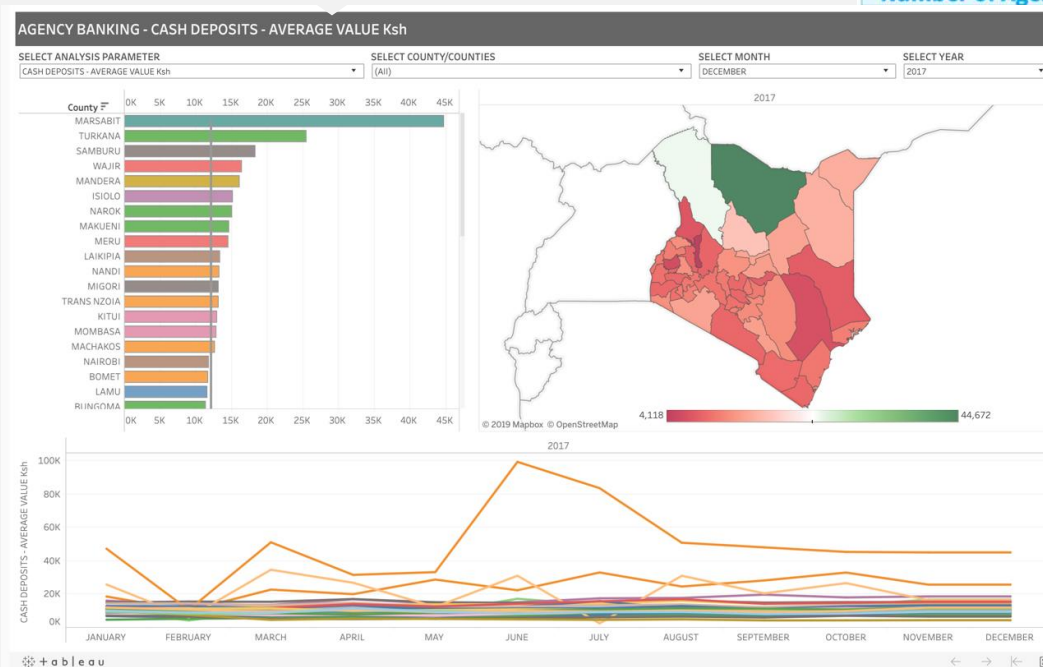 AGENCY BANKING - CASH DEPOSITS - AVERAGE VALUE Ksh
SELECT ANALYSIS PARAMETER
CASH DEPOSITS - AVERAGE VALUE Ksh
SELECT COUNTY/COUNTIES
(All)
SELECT MONTH
DECEMBER
SELECT YEAR
2017
County
0K 5K 10K 15K 20K 25K 30K 35K 40K 45K
MARSABIT
TURKANA
SAMBURU
WAJIR
MANDERA
ISIOLO
NAROK
MAKUENI
MERU
LAIKIPIA
NANDI
MIGORI
TRANS NZOIA
KITUI
MOMBASA
MACHAKOS
NAIROBI
BOMET
LAMU
BUNGOMA
0K 5K 10K 15K 20K 25K 30K 35K 40K 45K
2017
© 2019 Mapbox © OpenStreetMap
4,118 44,672
2017
CASH DEPOSITS - AVERAGE VALUE Ksh
100K
80K
60K
40K
20K
0K
JANUARY FEBRUARY MARCH APRIL MAY JUNE JULY AUGUST SEPTEMBER OCTOBER NOVEMBER DECEMBER
+ableau